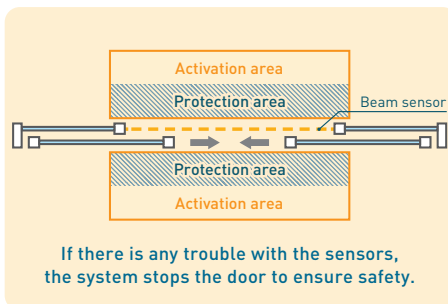 Activation area
Protection area
Beam sensor
Protection area
Activation area
If there is any trouble with the sensors,
the system stops the door to ensure safety.